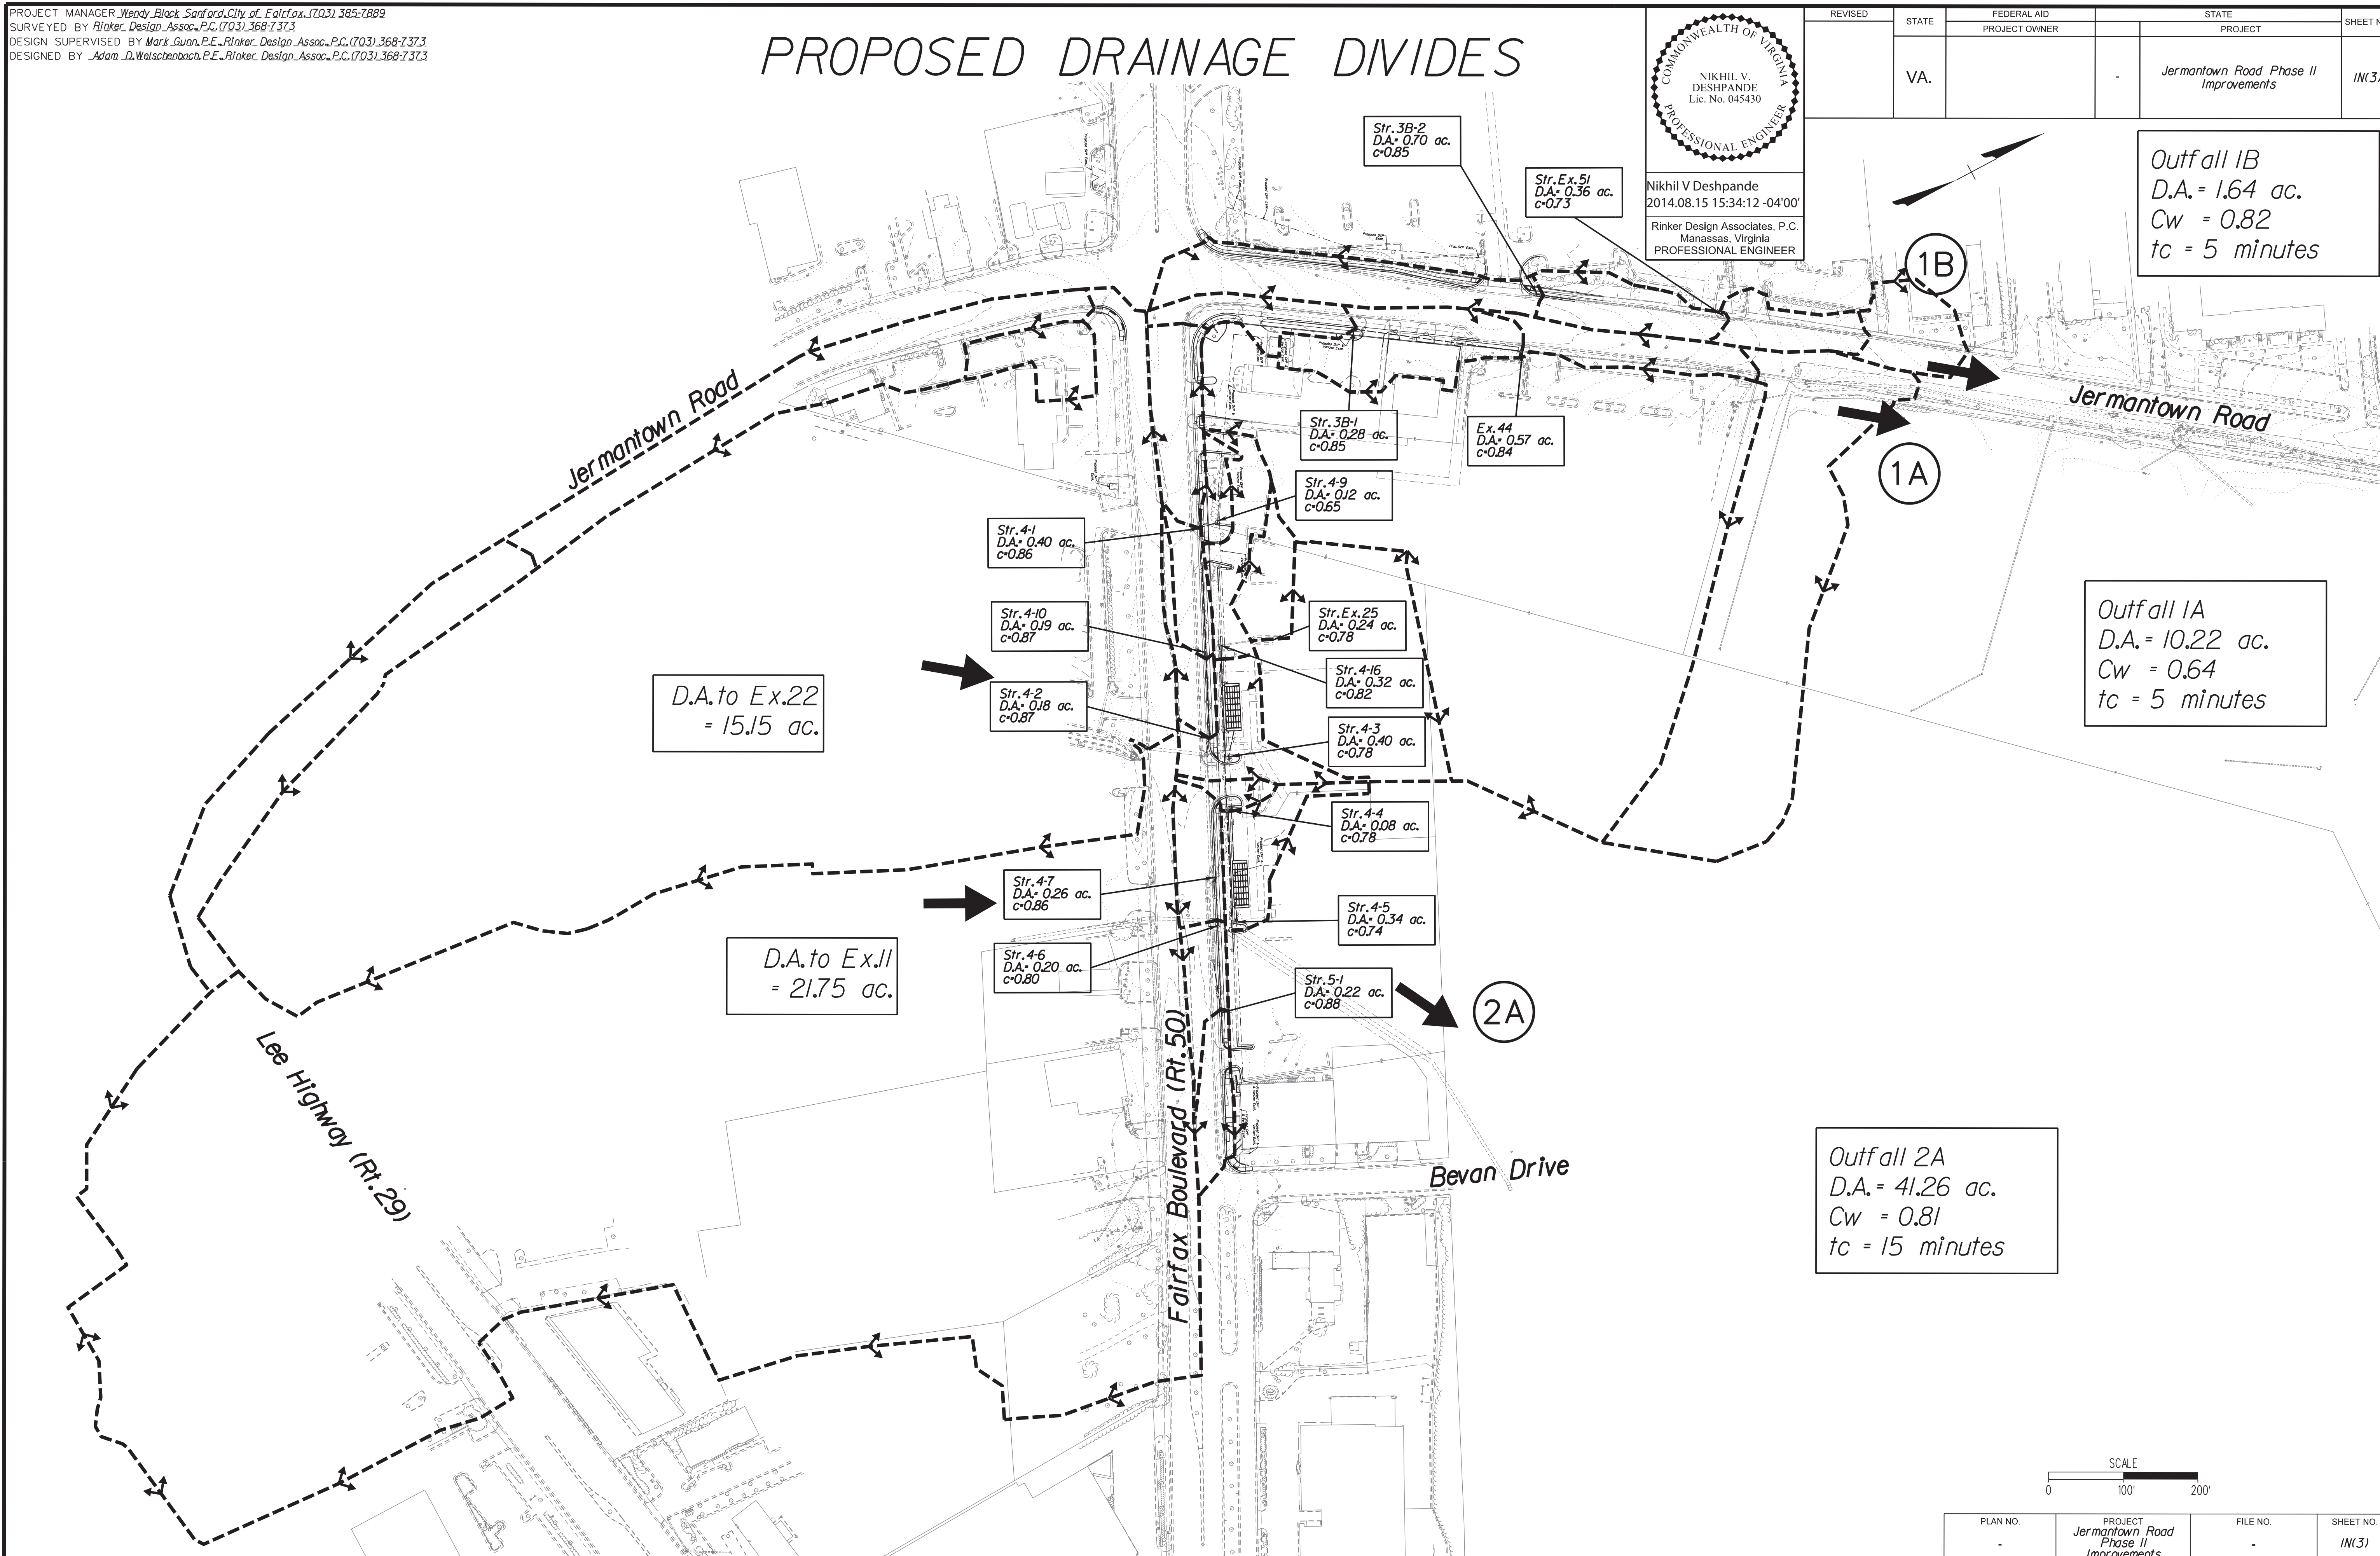 PROJECT MANAGER Wendy Block Sanford, City of Fairfax, (703) 385-7889
SURVEYED BY Rinker Design Assoc., P.C. (703) 368-7373
DESIGN SUPERVISED BY Mark Gunn, P.E., Rinker Design Assoc., P.C. (703) 368-7373
DESIGNED BY Adam D. Welschenbach, P.E., Rinker Design Assoc., P.C. (703) 368-7373
PROPOSED DRAINAGE DIVIDES
COMMONWEALTH OF VIRGINIA
NIKHIL V.
DESHPANDE
Lic. No. 045430
PROFESSIONAL ENGINEER
Nikhil V Deshpande
2014.08.15 15:34:12 -04'00'
Rinker Design Associates, P.C.
Manassas, Virginia
PROFESSIONAL ENGINEER
REVISED
STATE
FEDERAL AID
PROJECT OWNER
STATE
PROJECT
SHEET N
VA.
-
Jermantown Road Phase II
Improvements
IN(3)
Str. 3B-2
D.A.= 0.70 ac.
c=0.85
Str. Ex. 51
D.A.= 0.36 ac.
c=0.73
1B
Outfall 1B
D.A. = 1.64 ac.
Cw = 0.82
tc = 5 minutes
Jermantown Road
Jermantown Road
Str. 3B-1
D.A.= 0.28 ac.
c=0.85
Ex. 44
D.A.= 0.57 ac.
c=0.84
1A
Str. 4-9
D.A.= 0.12 ac.
c=0.65
Str. 4-1
D.A.= 0.40 ac.
c=0.86
Str. 4-10
D.A.= 0.19 ac.
c=0.87
Str. Ex. 25
D.A.= 0.24 ac.
c=0.78
Outfall 1A
D.A. = 10.22 ac.
Cw = 0.64
tc = 5 minutes
D.A. to Ex. 22
= 15.15 ac.
Str. 4-2
D.A.= 0.18 ac.
c=0.87
Str. 4-16
D.A.= 0.32 ac.
c=0.82
Str. 4-3
D.A.= 0.40 ac.
c=0.78
Str. 4-4
D.A.= 0.08 ac.
c=0.78
Str. 4-7
D.A.= 0.26 ac.
c=0.86
Str. 4-5
D.A.= 0.34 ac.
c=0.74
D.A. to Ex. 11
= 21.75 ac.
Str. 4-6
D.A.= 0.20 ac.
c=0.80
Str. 5-1
D.A.= 0.22 ac.
c=0.88
2A
Lee Highway (Rt. 29)
Fairfax Boulevard (Rt. 50)
Bevan Drive
Outfall 2A
D.A. = 41.26 ac.
Cw = 0.81
tc = 15 minutes
SCALE
0 100' 200'
PLAN NO.
PROJECT
FILE NO.
SHEET NO.
-
Jermantown Road
Phase II
Improvements
-
IN(3)